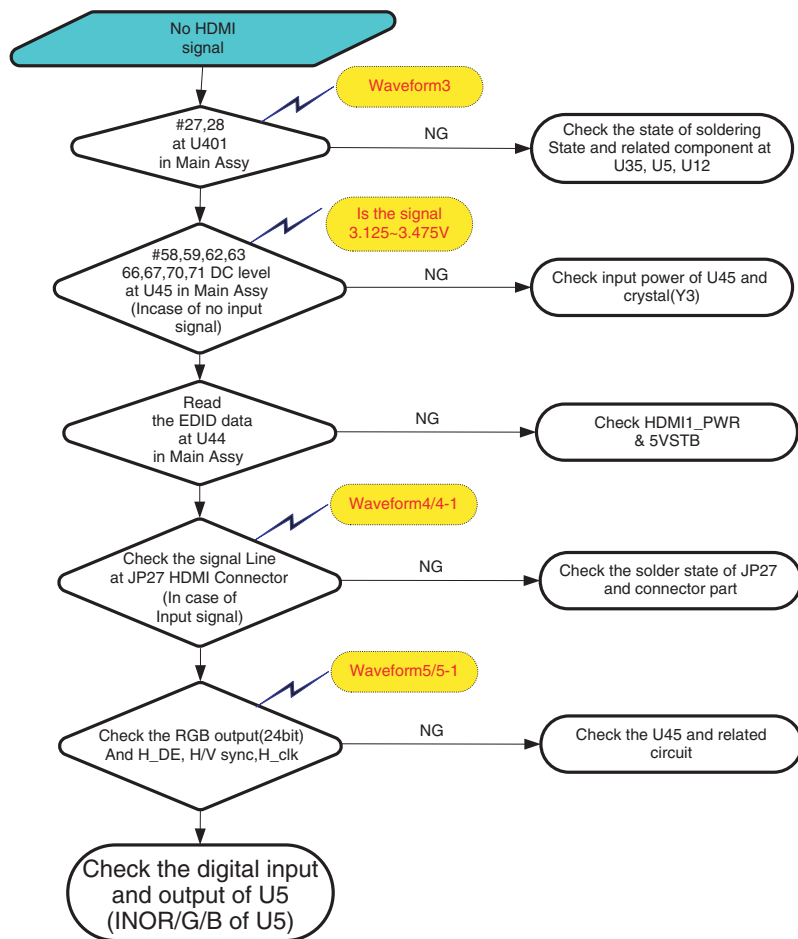 No HDMI
signal
Waveform3
#27,28
at U401
in Main Assy
NG
Check the state of soldering
State and related component at
U35, U5, U12
Is the signal
3.125~3.475V
#58,59,62,63
66,67,70,71 DC level
at U45 in Main Assy
(Incase of no input
signal)
NG
Check input power of U45 and
crystal(Y3)
Read
the EDID data
at U44
in Main Assy
NG
Check HDMI1_PWR
& 5VSTB
Waveform4/4-1
Check the signal Line
at JP27 HDMI Connector
(In case of
Input signal)
NG
Check the solder state of JP27
and connector part
Waveform5/5-1
Check the RGB output(24bit)
And H_DE, H/V sync,H_clk
NG
Check the U45 and related
circuit
Check the digital input
and output of U5
(INOR/G/B of U5)